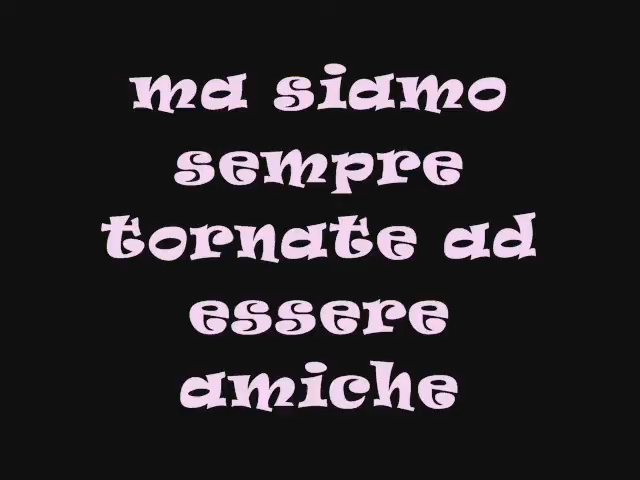 ma siamo
sempre
tornate ad
essere
amiche